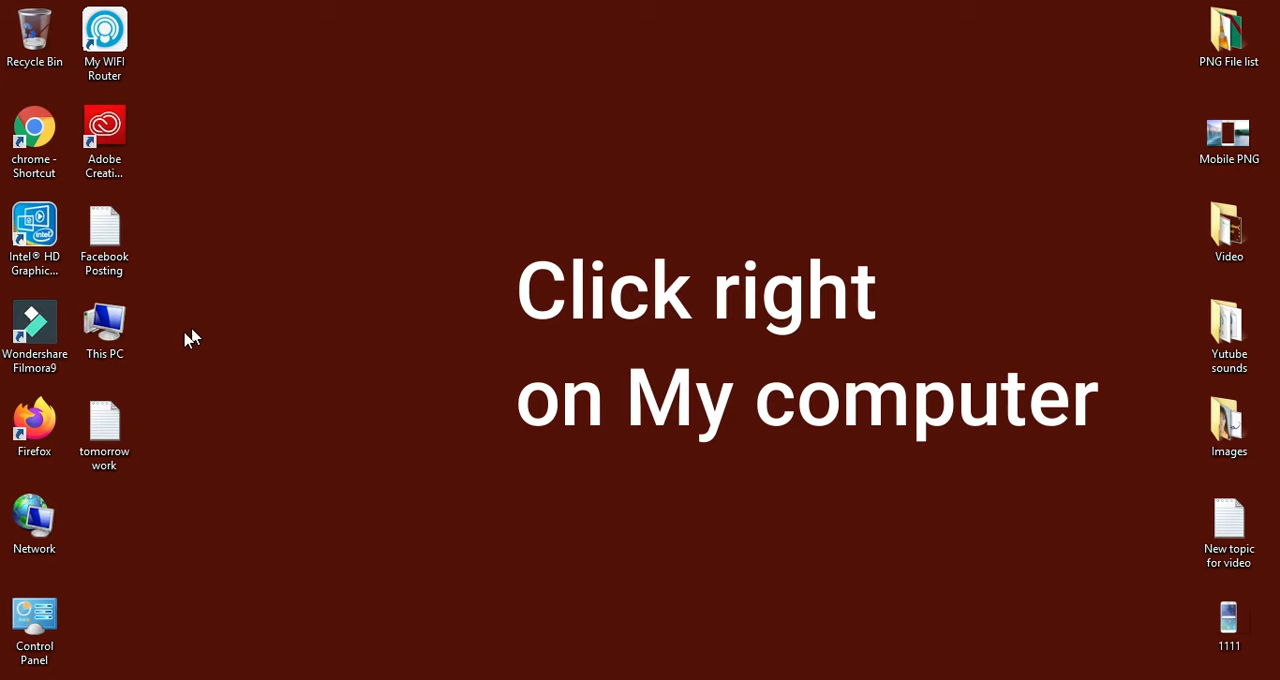 Recycle Bin
My WIFI
Router
chrome -
Shortcut
Adobe
Creati...
Intel® HD
Graphic...
Facebook
Posting
Wondershare
Filmora9
This PC
Firefox
tomorrow
work
Network
Control
Panel
Click right
on My computer
PNG File list
Mobile PNG
Video
Yutube
sounds
Images
New topic
for video
1111